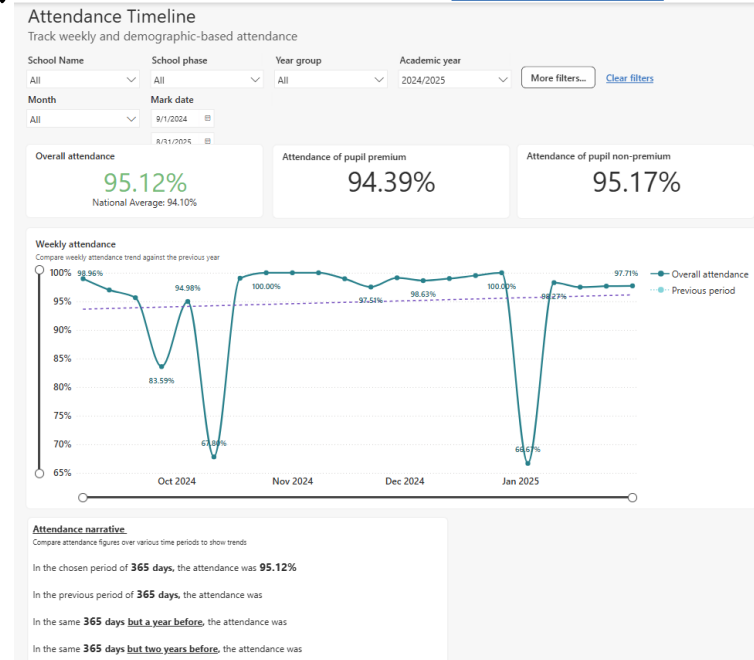 Attendance Timeline
Track weekly and demographic-based attendance
School Name School phase Year group Academic year
All All All 2024/2025 More filters... Clear filters
Month Mark date
All 9/1/2024
8/31/2025
Overall attendance Attendance of pupil premium Attendance of pupil non-premium
95.12% 94.39% 95.17%
National Average: 94.10%
Weekly attendance
Compare weekly attendance trend against the previous year
100% 98.96% 97.71% Overall attendance
94.98% 100.00% 97.51% 98.63% 100.00% 98.27% Previous period
95%
90%
85%
83.59%
80%
75%
70%
67.80% 66.67%
65%
Oct 2024 Nov 2024 Dec 2024 Jan 2025
Attendance narrative
Compare attendance figures over various time periods to show trends
In the chosen period of 365 days, the attendance was 95.12%
In the previous period of 365 days, the attendance was
In the same 365 days but a year before, the attendance was
In the same 365 days but two years before, the attendance was